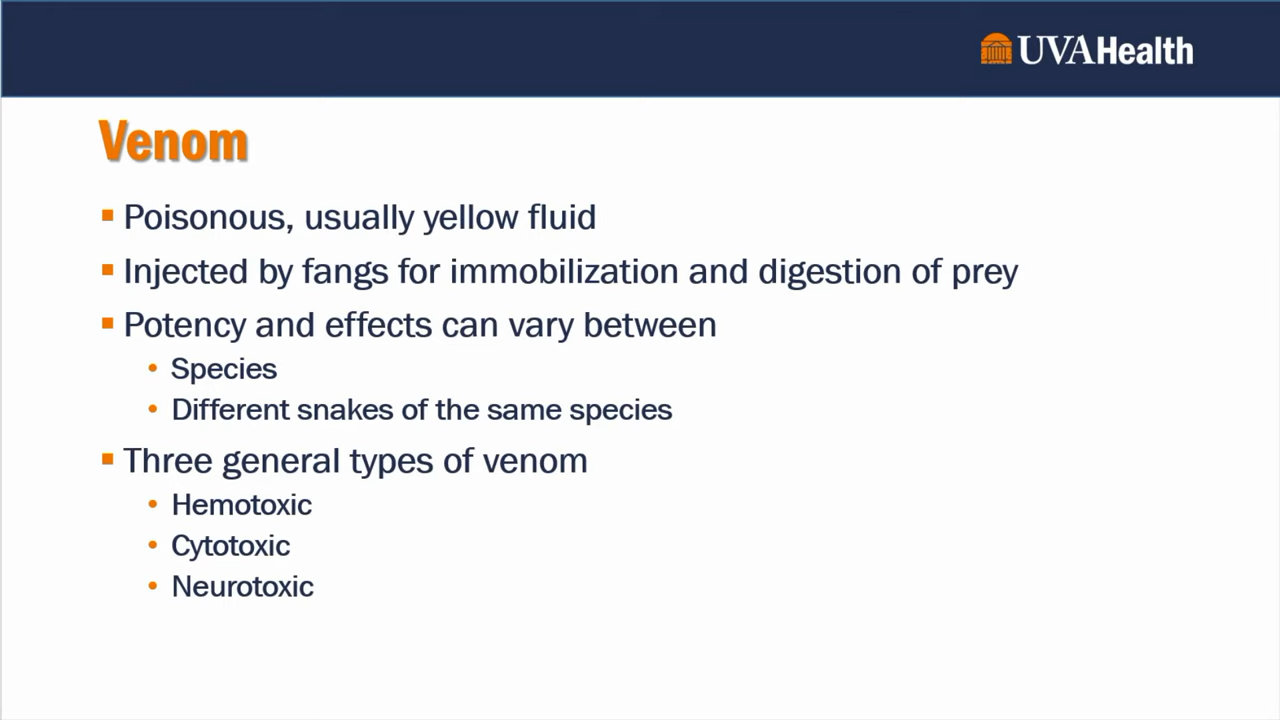 UVAHealth
Venom
Poisonous, usually yellow fluid
Injected by fangs for immobilization and digestion of prey
Potency and effects can vary between
Species
Different snakes of the same species
Three general types of venom
Hemotoxic
Cytotoxic
Neurotoxic